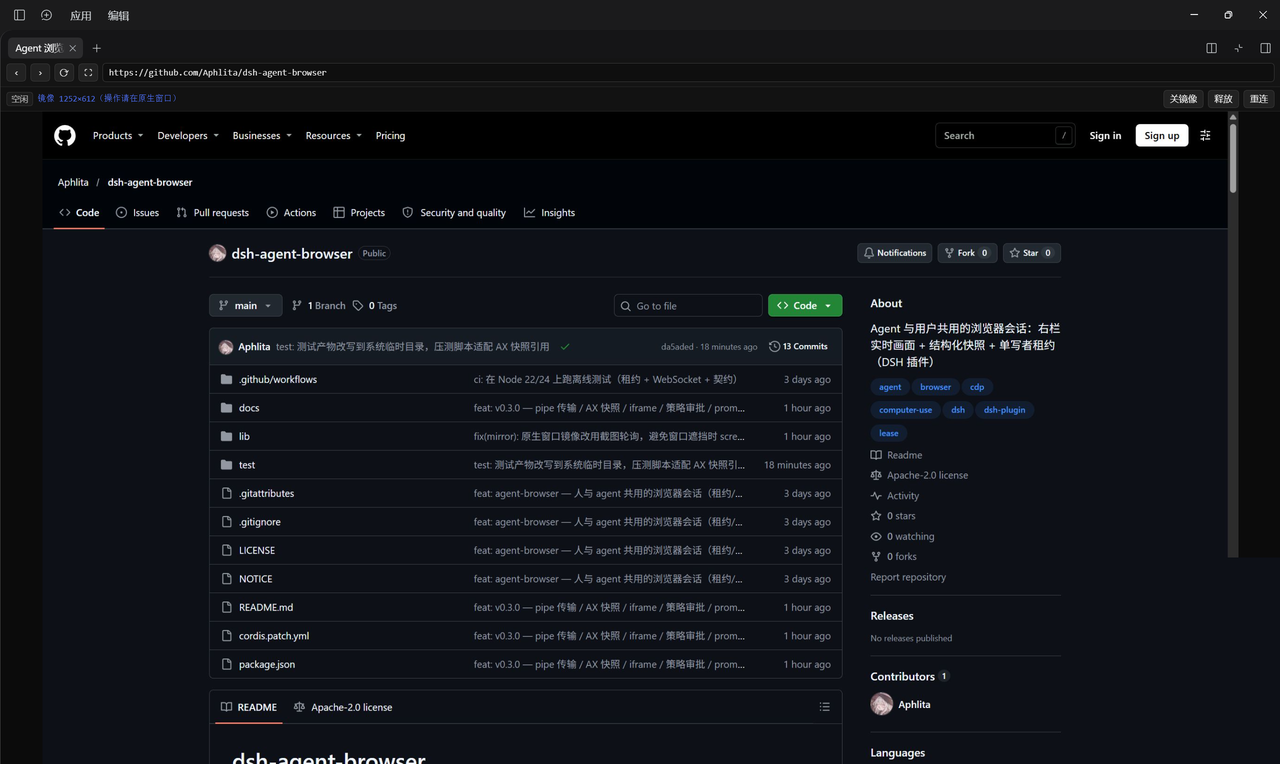 应用 编辑
Agent 浏览
https://github.com/Aphlita/dsh-agent-browser
空闲 镜像 1252×612（操作请在原生窗口） 关镜像 释放 重连
Products Developers Businesses Resources Pricing Search / Sign in Sign up
Aphlita / dsh-agent-browser
Code Issues Pull requests Actions Projects Security and quality Insights
dsh-agent-browser Public Notifications Fork 0 Star 0
main 1 Branch 0 Tags Go to file Code
Aphlita test: 测试产物改写到系统临时目录，压测脚本适配 AX 快照引用 da5aded · 18 minutes ago 13 Commits
.github/workflows ci: 在 Node 22/24 上跑离线测试（租约 + WebSocket + 契约） 3 days ago
docs feat: v0.3.0 — pipe 传输 / AX 快照 / iframe / 策略审批 / prom... 1 hour ago
lib fix(mirror): 原生窗口镜像改用截图轮询，避免窗口遮挡时 scre... 1 hour ago
test test: 测试产物改写到系统临时目录，压测脚本适配 AX 快照引... 18 minutes ago
.gitattributes feat: agent-browser — 人与 agent 共用的浏览器会话（租约/... 3 days ago
.gitignore feat: agent-browser — 人与 agent 共用的浏览器会话（租约/... 3 days ago
LICENSE feat: agent-browser — 人与 agent 共用的浏览器会话（租约/... 3 days ago
NOTICE feat: agent-browser — 人与 agent 共用的浏览器会话（租约/... 3 days ago
README.md feat: v0.3.0 — pipe 传输 / AX 快照 / iframe / 策略审批 / prom... 1 hour ago
cordis.patch.yml feat: v0.3.0 — pipe 传输 / AX 快照 / iframe / 策略审批 / prom... 1 hour ago
package.json feat: v0.3.0 — pipe 传输 / AX 快照 / iframe / 策略审批 / prom... 1 hour ago
README Apache-2.0 license
dsh-agent-browser
About
Agent 与用户共用的浏览器会话：右栏
实时画面 + 结构化快照 + 单写者租约
（DSH 插件）
agent browser cdp
computer-use dsh dsh-plugin
lease
Readme
Apache-2.0 license
Activity
0 stars
0 watching
0 forks
Report repository
Releases
No releases published
Contributors 1
Aphlita
Languages